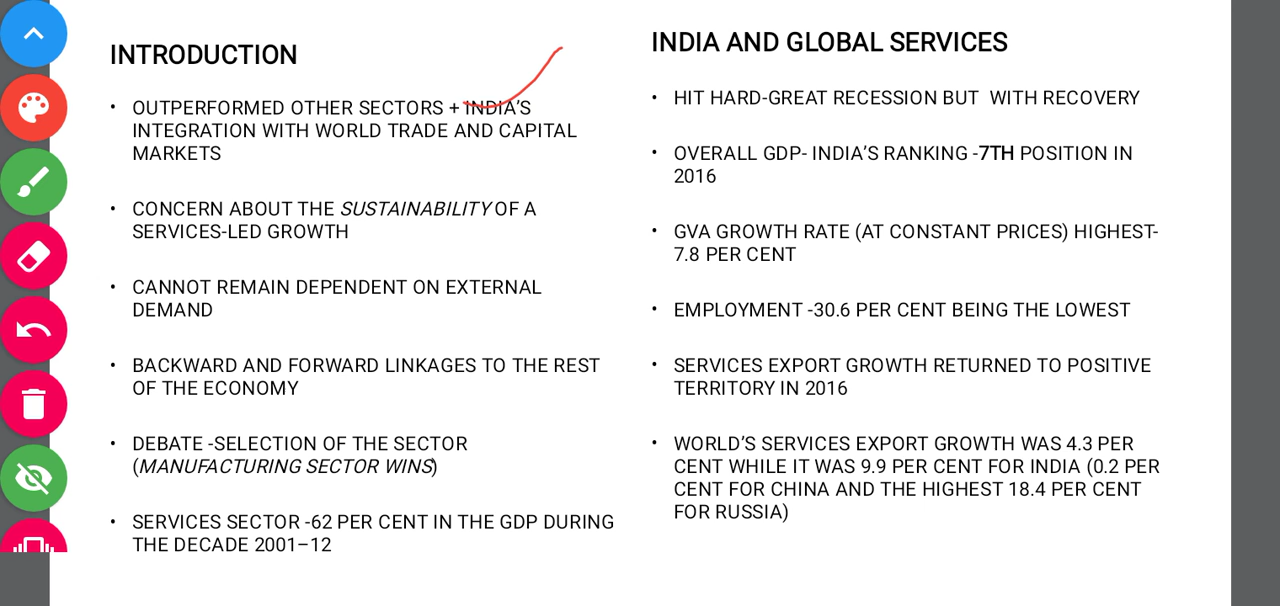 INTRODUCTION
• OUTPERFORMED OTHER SECTORS + INDIA'S
INTEGRATION WITH WORLD TRADE AND CAPITAL
MARKETS
• CONCERN ABOUT THE SUSTAINABILITY OF A
SERVICES-LED GROWTH
• CANNOT REMAIN DEPENDENT ON EXTERNAL
DEMAND
• BACKWARD AND FORWARD LINKAGES TO THE REST
OF THE ECONOMY
• DEBATE -SELECTION OF THE SECTOR
(MANUFACTURING SECTOR WINS)
• SERVICES SECTOR -62 PER CENT IN THE GDP DURING
THE DECADE 2001–12
INDIA AND GLOBAL SERVICES
• HIT HARD-GREAT RECESSION BUT  WITH RECOVERY
• OVERALL GDP- INDIA'S RANKING -7TH POSITION IN
2016
• GVA GROWTH RATE (AT CONSTANT PRICES) HIGHEST-
7.8 PER CENT
• EMPLOYMENT -30.6 PER CENT BEING THE LOWEST
• SERVICES EXPORT GROWTH RETURNED TO POSITIVE
TERRITORY IN 2016
• WORLD'S SERVICES EXPORT GROWTH WAS 4.3 PER
CENT WHILE IT WAS 9.9 PER CENT FOR INDIA (0.2 PER
CENT FOR CHINA AND THE HIGHEST 18.4 PER CENT
FOR RUSSIA)